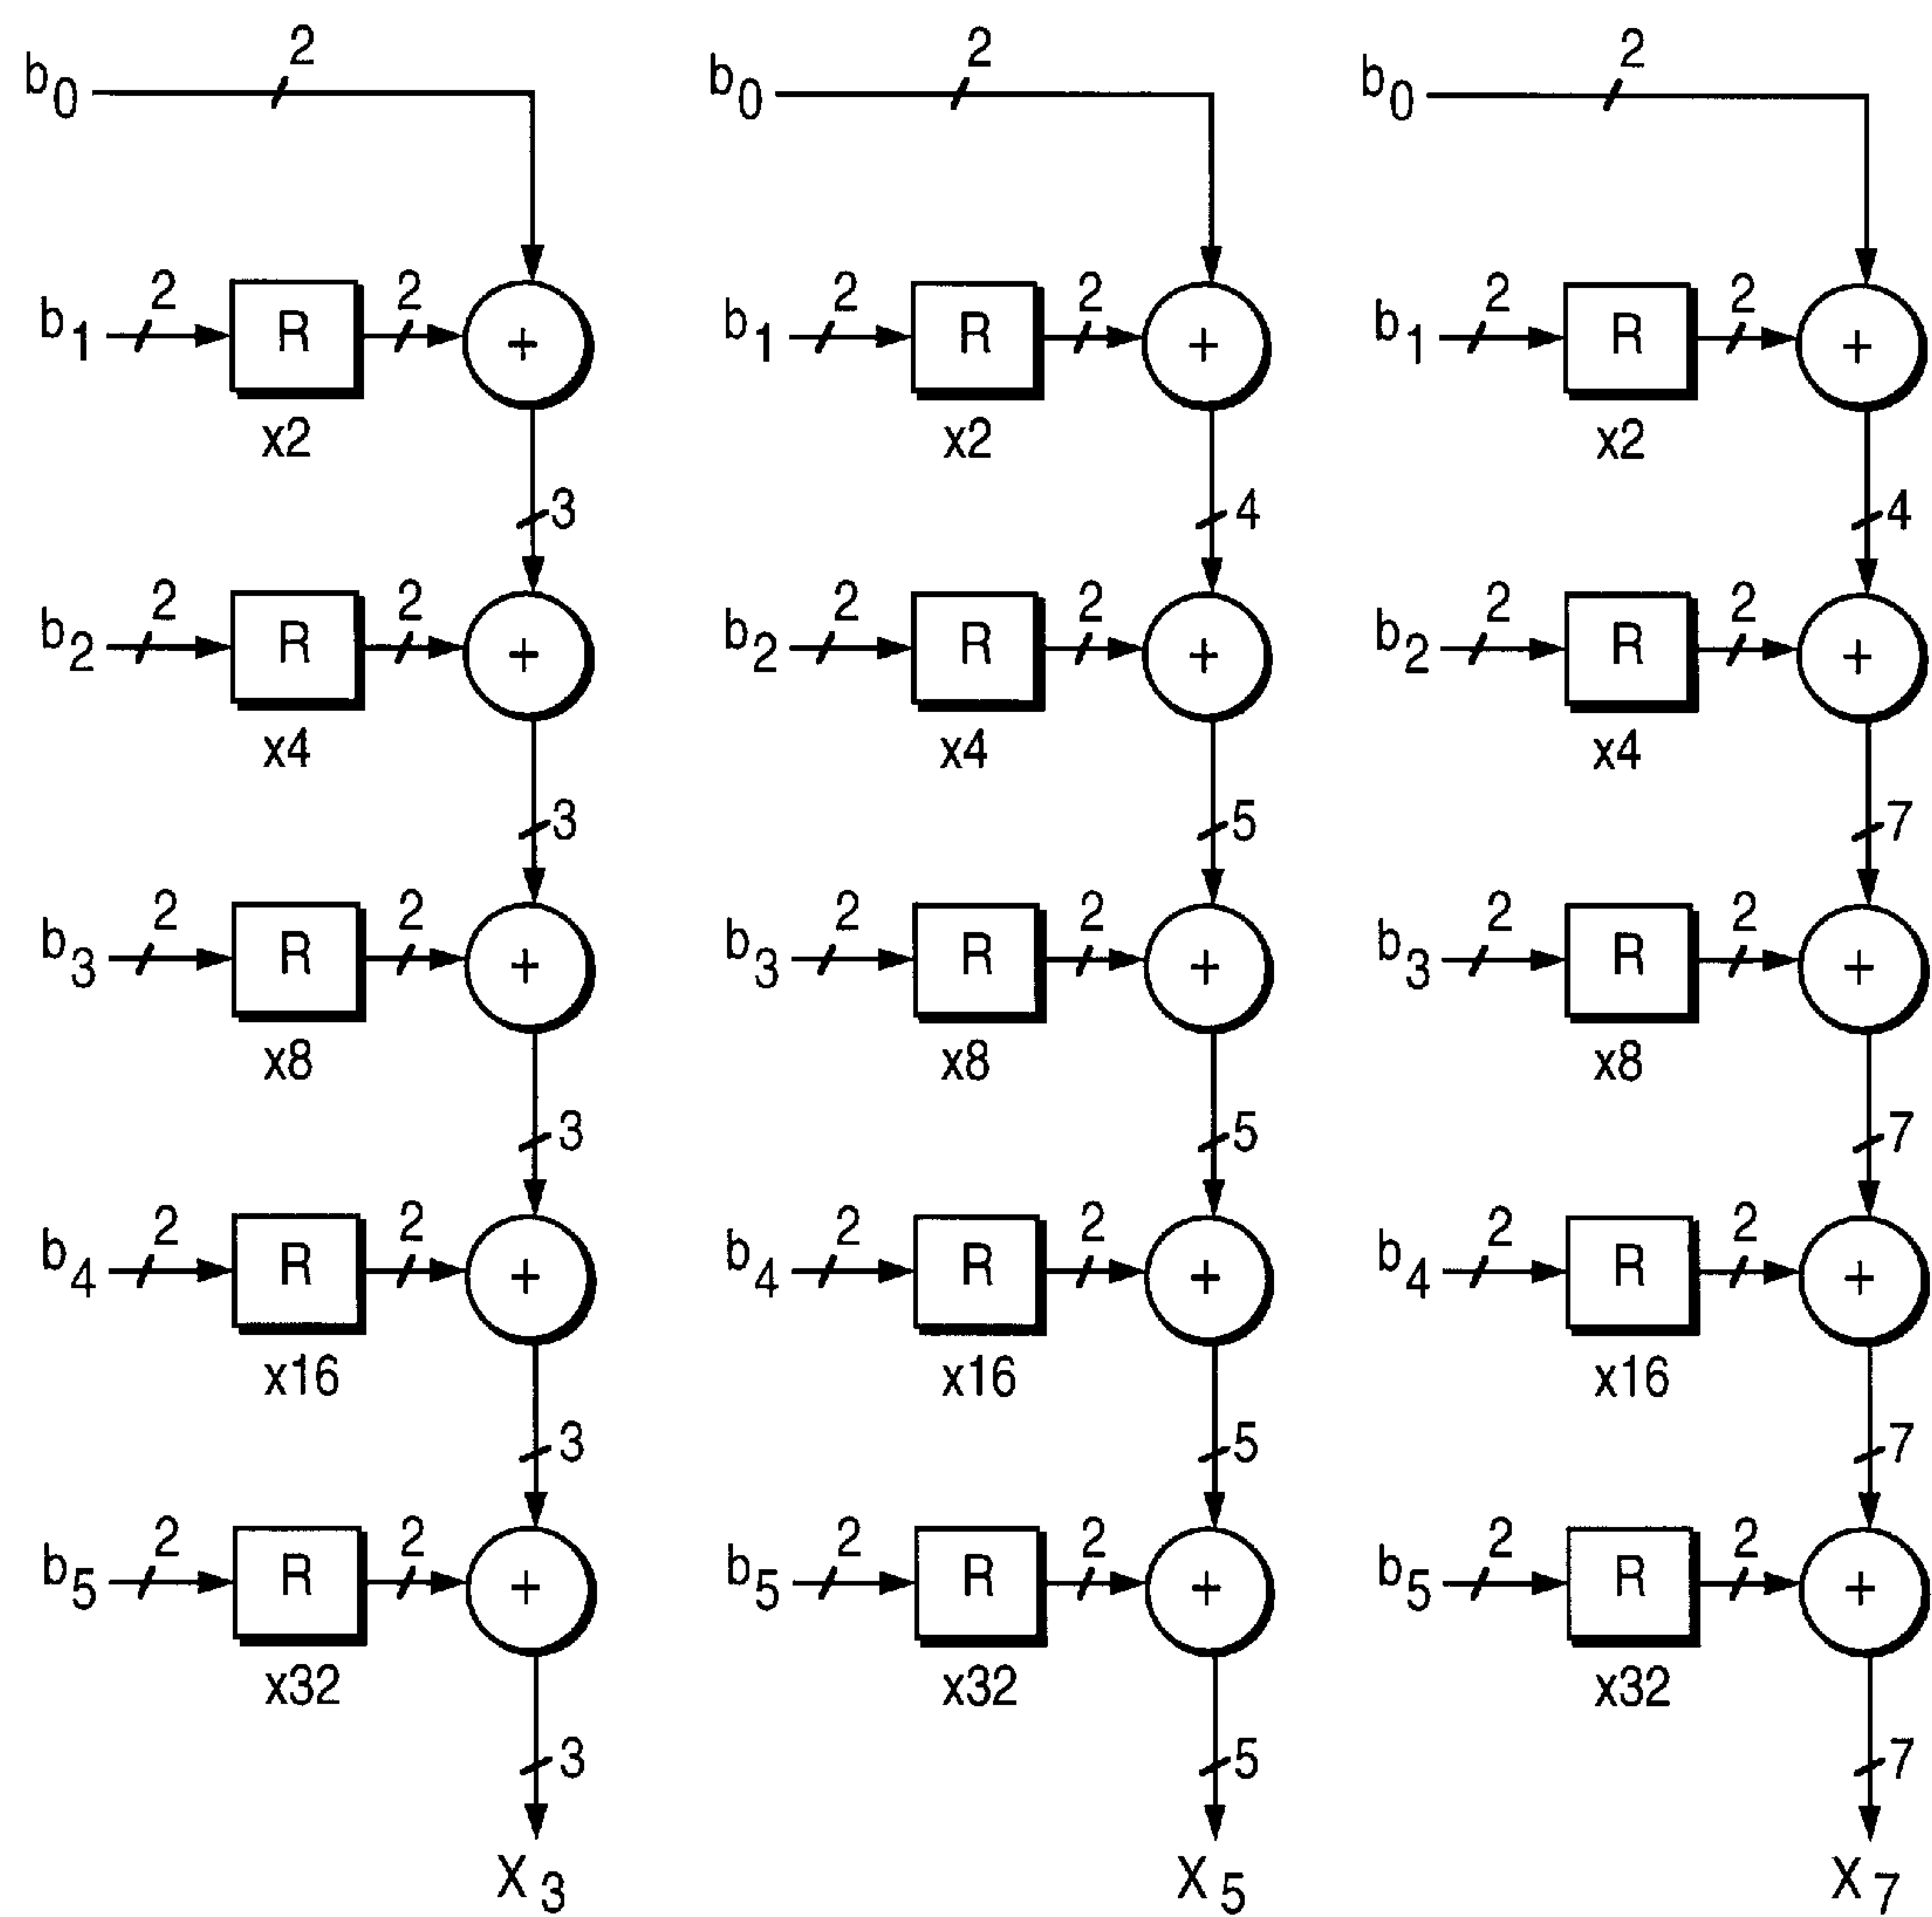 2 2 2
b0 b0 b0
2 2 2 2 2 2
b1 R + b1 R + b1 R +
x2 x2 x2
3 4 4
2 2 2 2 2 2
b2 R + b2 R + b2 R +
x4 x4 x4
3 5 7
2 2 2 2 2 2
b3 R + b3 R + b3 R +
x8 x8 x8
3 5 7
2 2 2 2 2 2
b4 R + b4 R + b4 R +
x16 x16 x16
3 5 7
2 2 2 2 2 2
b5 R + b5 R + b5 R +
x32 x32 x32
3 5 7
X3 X5 X7